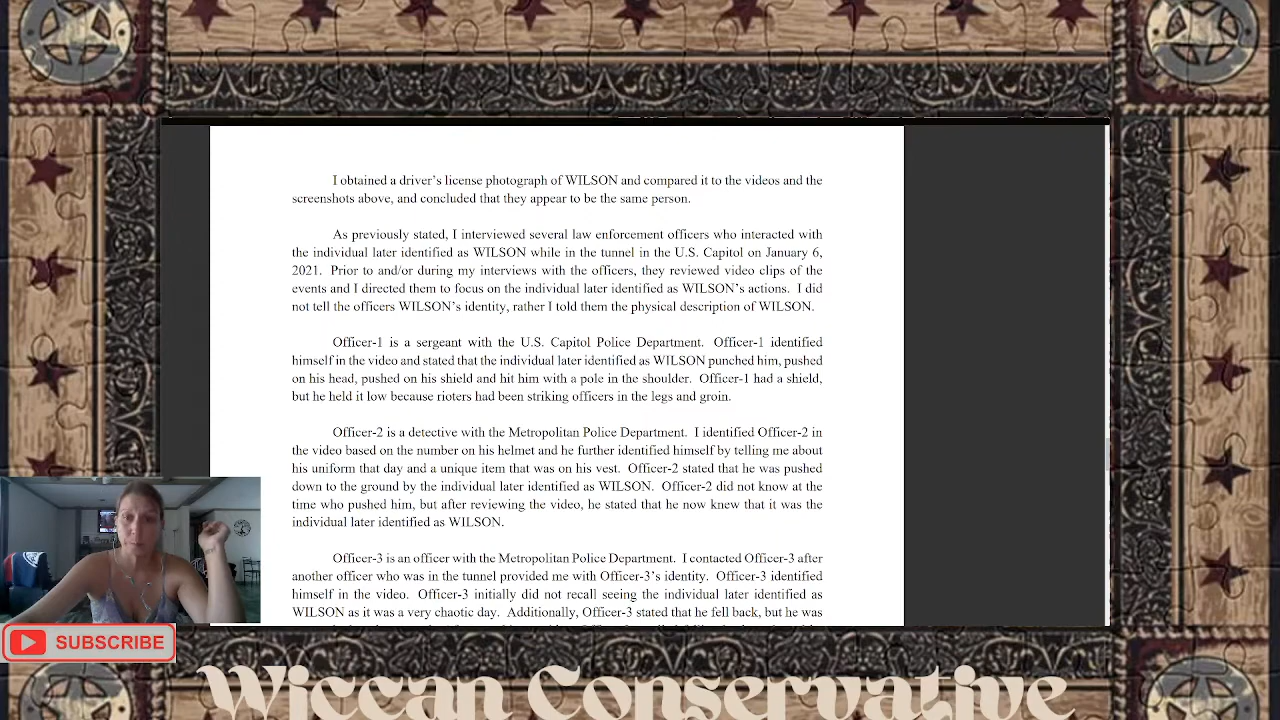 I obtained a driver's license photograph of WILSON and compared it to the videos and the
screenshots above, and concluded that they appear to be the same person.
As previously stated, I interviewed several law enforcement officers who interacted with
the individual later identified as WILSON while in the tunnel in the U.S. Capitol on January 6,
2021. Prior to and/or during my interviews with the officers, they reviewed video clips of the
events and I directed them to focus on the individual later identified as WILSON's actions. I did
not tell the officers WILSON's identity, rather I told them the physical description of WILSON.
Officer-1 is a sergeant with the U.S. Capitol Police Department. Officer-1 identified
himself in the video and stated that the individual later identified as WILSON punched him, pushed
on his head, pushed on his shield and hit him with a pole in the shoulder. Officer-1 had a shield,
but he held it low because rioters had been striking officers in the legs and groin.
Officer-2 is a detective with the Metropolitan Police Department. I identified Officer-2 in
the video based on the number on his helmet and he further identified himself by telling me about
his uniform that day and a unique item that was on his vest. Officer-2 stated that he was pushed
down to the ground by the individual later identified as WILSON. Officer-2 did not know at the
time who pushed him, but after reviewing the video, he stated that he now knew that it was the
individual later identified as WILSON.
Officer-3 is an officer with the Metropolitan Police Department. I contacted Officer-3 after
another officer who was in the tunnel provided me with Officer-3's identity. Officer-3 identified
himself in the video. Officer-3 initially did not recall seeing the individual later identified as
WILSON as it was a very chaotic day. Additionally, Officer-3 stated that he fell back, but he was
SUBSCRIBE
Wiccan Conservative